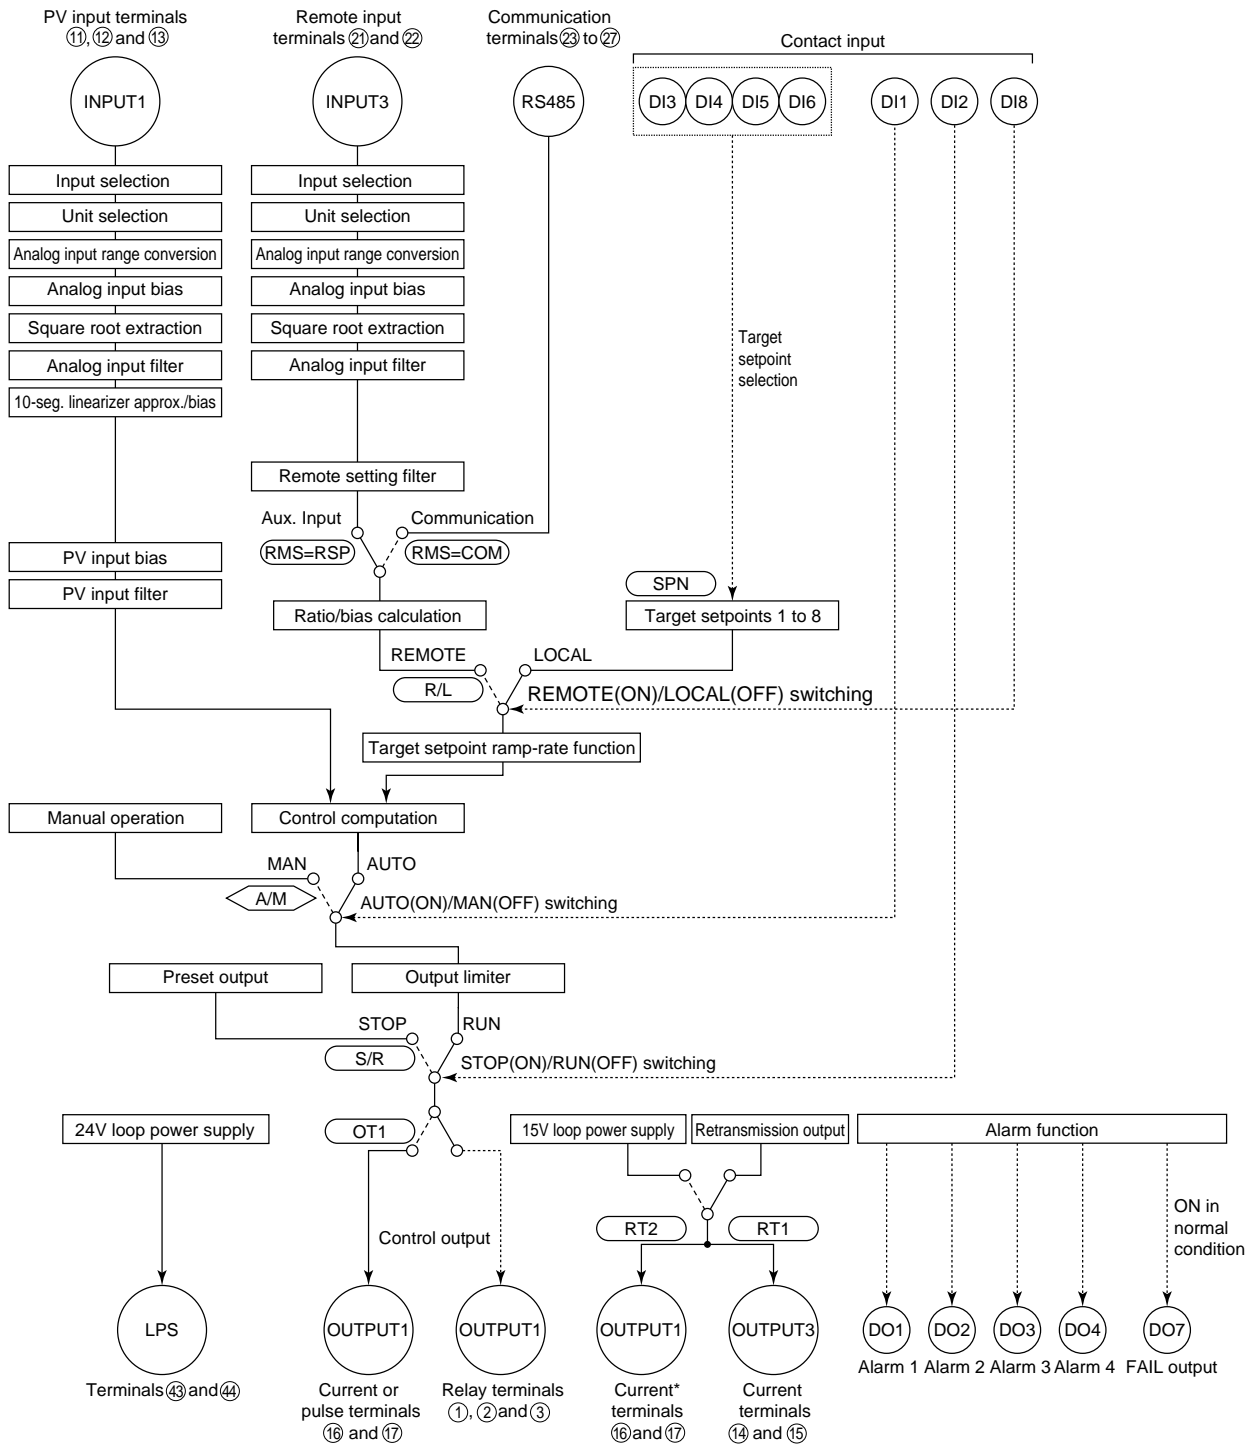 PV input terminals
⑪, ⑫ and ⑬
Remote input
terminals ㉑ and ㉒
Communication
terminals ㉓ to ㉗
Contact input
INPUT1
INPUT3
RS485
DI3
DI4
DI5
DI6
DI1
DI2
DI8
Input selection
Unit selection
Analog input range conversion
Analog input bias
Square root extraction
Analog input filter
10-seg. linearizer approx./bias
Input selection
Unit selection
Analog input range conversion
Analog input bias
Square root extraction
Analog input filter
Target
setpoint
selection
Remote setting filter
Aux. Input
Communication
RMS=RSP
RMS=COM
PV input bias
PV input filter
SPN
Ratio/bias calculation
Target setpoints 1 to 8
REMOTE
LOCAL
R/L
REMOTE(ON)/LOCAL(OFF) switching
Target setpoint ramp-rate function
Manual operation
Control computation
MAN
AUTO
A/M
AUTO(ON)/MAN(OFF) switching
Preset output
Output limiter
STOP
RUN
S/R
STOP(ON)/RUN(OFF) switching
24V loop power supply
OT1
15V loop power supply
Retransmission output
Alarm function
Control output
RT2
RT1
ON in
normal
condition
LPS
OUTPUT1
OUTPUT1
OUTPUT1
OUTPUT3
DO1
DO2
DO3
DO4
DO7
Alarm 1
Alarm 2
Alarm 3
Alarm 4
FAIL output
Terminals ㊸ and ㊹
Current or
pulse terminals
⑯ and ⑰
Relay terminals
①, ② and ③
Current*
terminals
⑯ and ⑰
Current
terminals
⑭ and ⑮